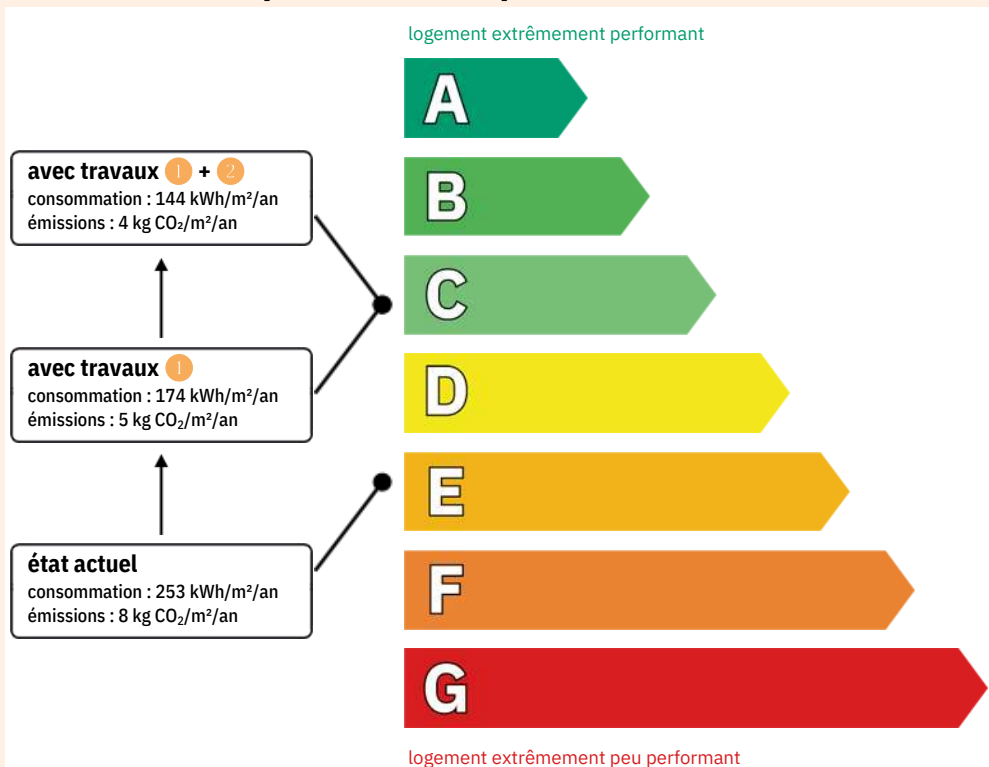 logement extrêmement performant
A
B
C
D
E
F
G
logement extrêmement peu performant
avec travaux 1 + 2
consommation : 144 kWh/m²/an
émissions : 4 kg CO₂/m²/an
avec travaux 1
consommation : 174 kWh/m²/an
émissions : 5 kg CO₂/m²/an
état actuel
consommation : 253 kWh/m²/an
émissions : 8 kg CO₂/m²/an